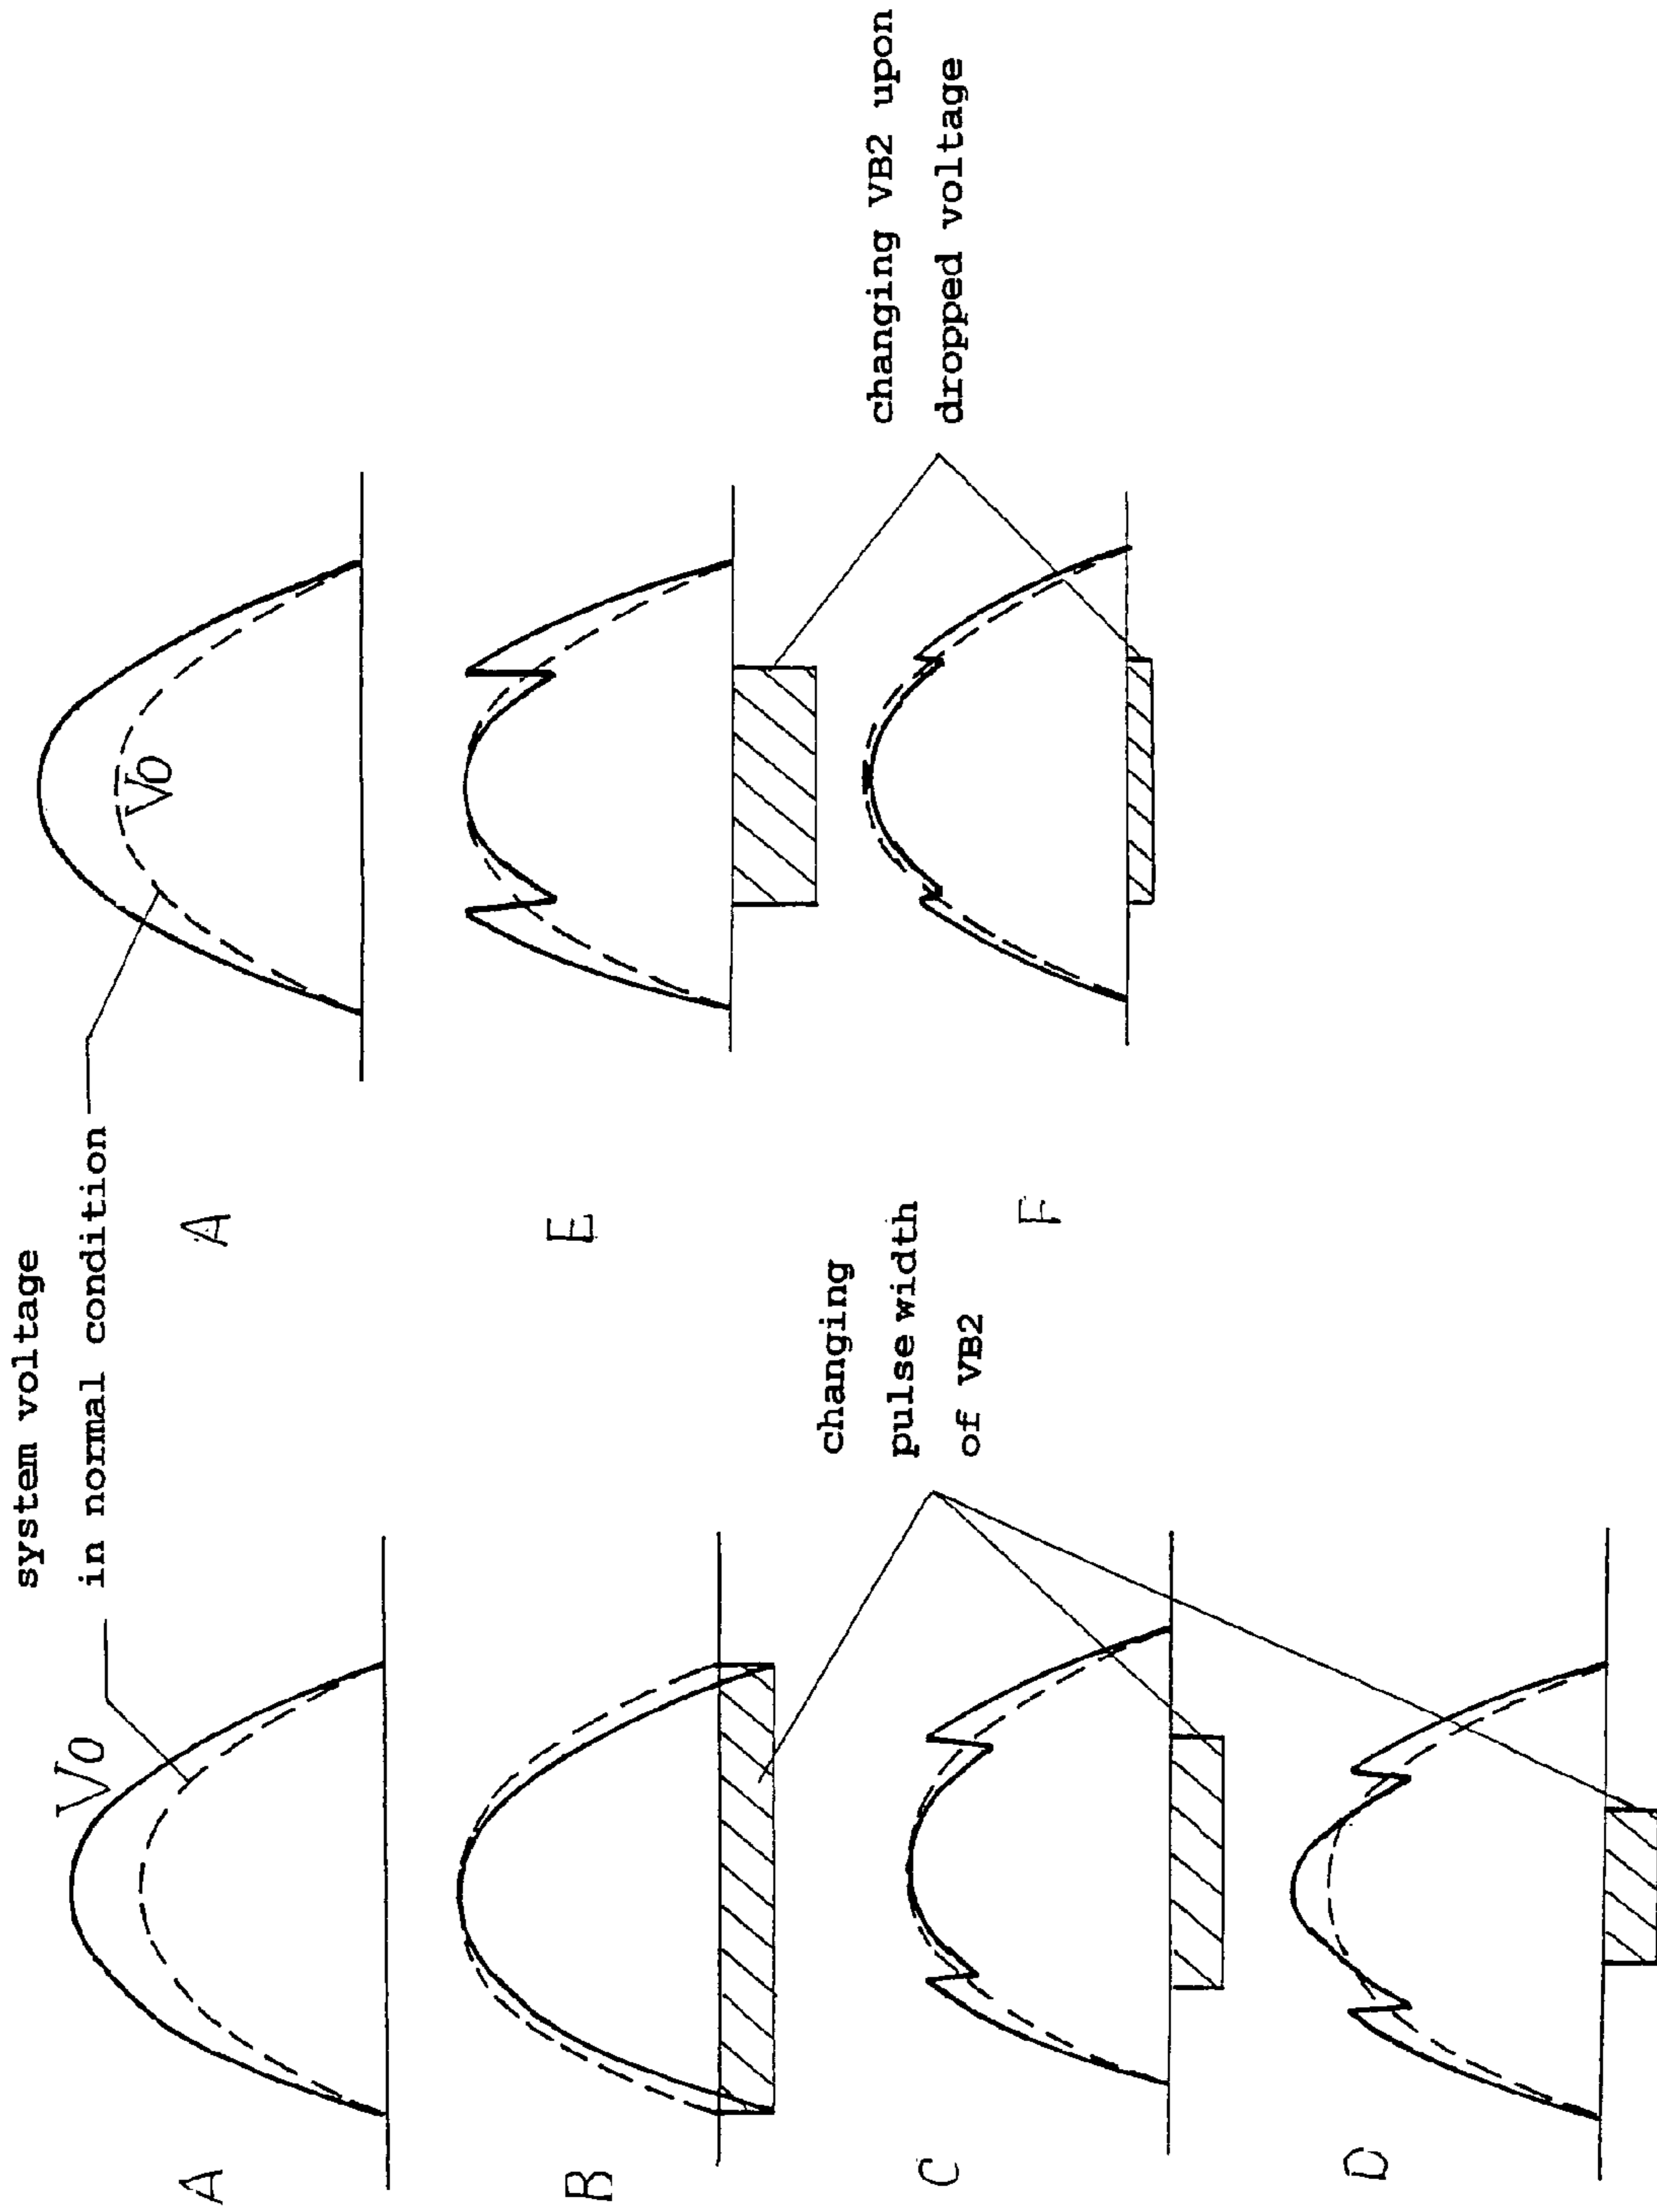 system voltage
in normal condition
V0
A
B
C
D
changing
pulse width
of VB2
V0
A
E
F
changing VB2 upon
dropped voltage